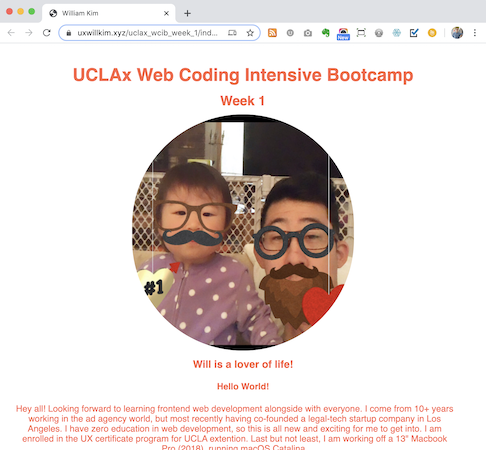 William Kim
uxwillkim.xyz/uclax_wcib_week_1/ind...
New
UCLAx Web Coding Intensive Bootcamp
Week 1
#1
Will is a lover of life!
Hello World!
Hey all! Looking forward to learning frontend web development alongside with everyone. I come from 10+ years
working in the ad agency world, but most recently having co-founded a legal-tech startup company in Los
Angeles. I have zero education in web development, so this is all new and exciting for me to get into. I am
enrolled in the UX certificate program for UCLA extention. Last but not least, I am working off a 13" Macbook
Pro (2018), running macOS Catalina.